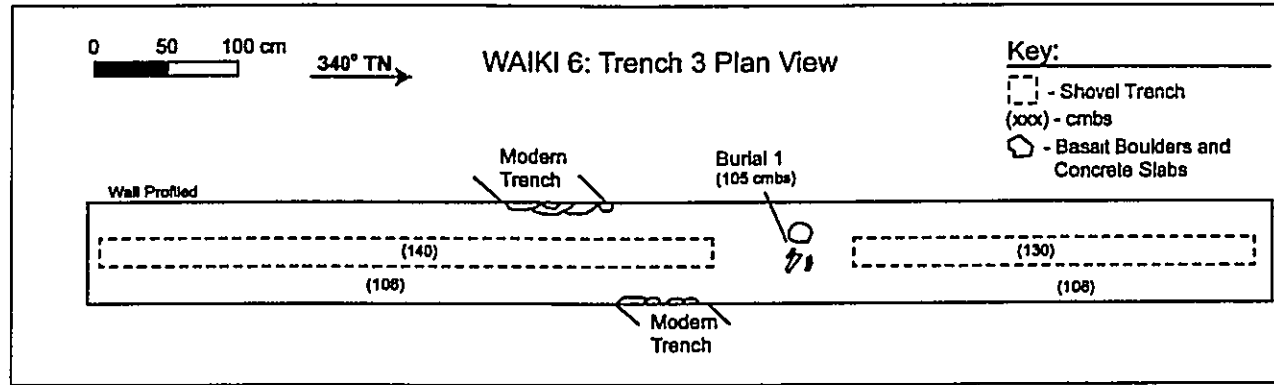 0 50 100 cm
340° TN
WAIKI 6: Trench 3 Plan View
Key:
- Shovel Trench
(xxx) - cmbs
- Basalt Boulders and
Concrete Slabs
Modern
Trench
Burial 1
(105 cmbs)
Wall Profiled
(140)
(130)
(108)
(108)
Modern
Trench